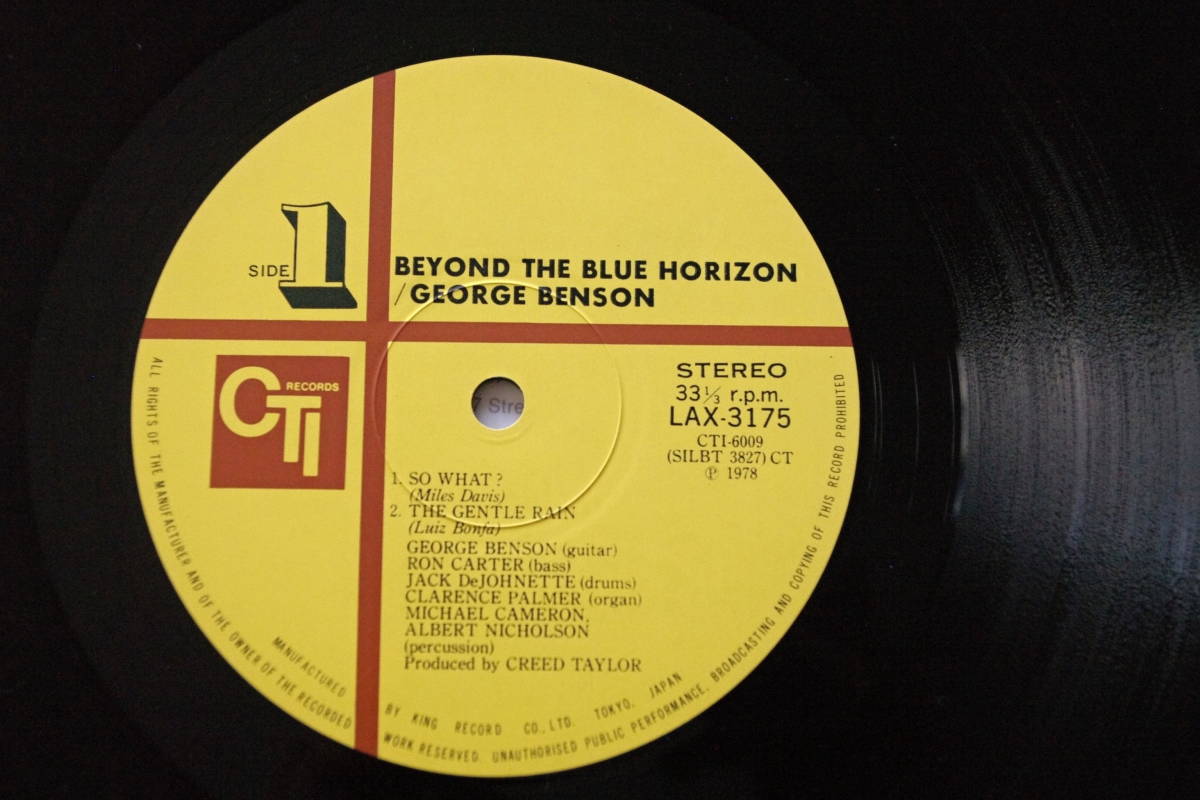 SIDE 1
BEYOND THE BLUE HORIZON
/GEORGE BENSON
CTI RECORDS
STEREO
33⅓ r.p.m.
LAX-3175
CTI-6009
(SILBT 3827) CT
℗ 1978
1. SO WHAT?
(Miles Davis)
2. THE GENTLE RAIN
(Luiz Bonfa)
GEORGE BENSON (guitar)
RON CARTER (bass)
JACK DeJOHNETTE (drums)
CLARENCE PALMER (organ)
MICHAEL CAMERON,
ALBERT NICHOLSON
(percussion)
Produced by CREED TAYLOR
MANUFACTURED BY KING RECORD CO., LTD. TOKYO, JAPAN
ALL RIGHTS OF THE MANUFACTURER AND OF THE OWNER OF THE RECORDED WORK RESERVED. UNAUTHORISED PUBLIC PERFORMANCE, BROADCASTING AND COPYING OF THIS RECORD PROHIBITED
7 Stre